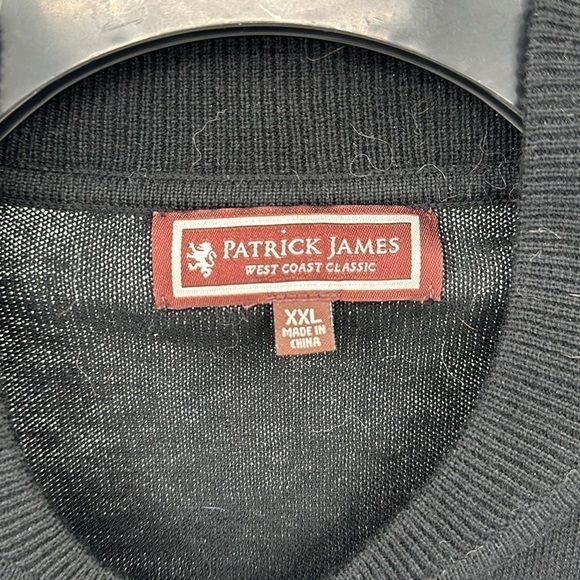 PATRICK JAMES
WEST COAST CLASSIC
XXL
MADE IN
CHINA